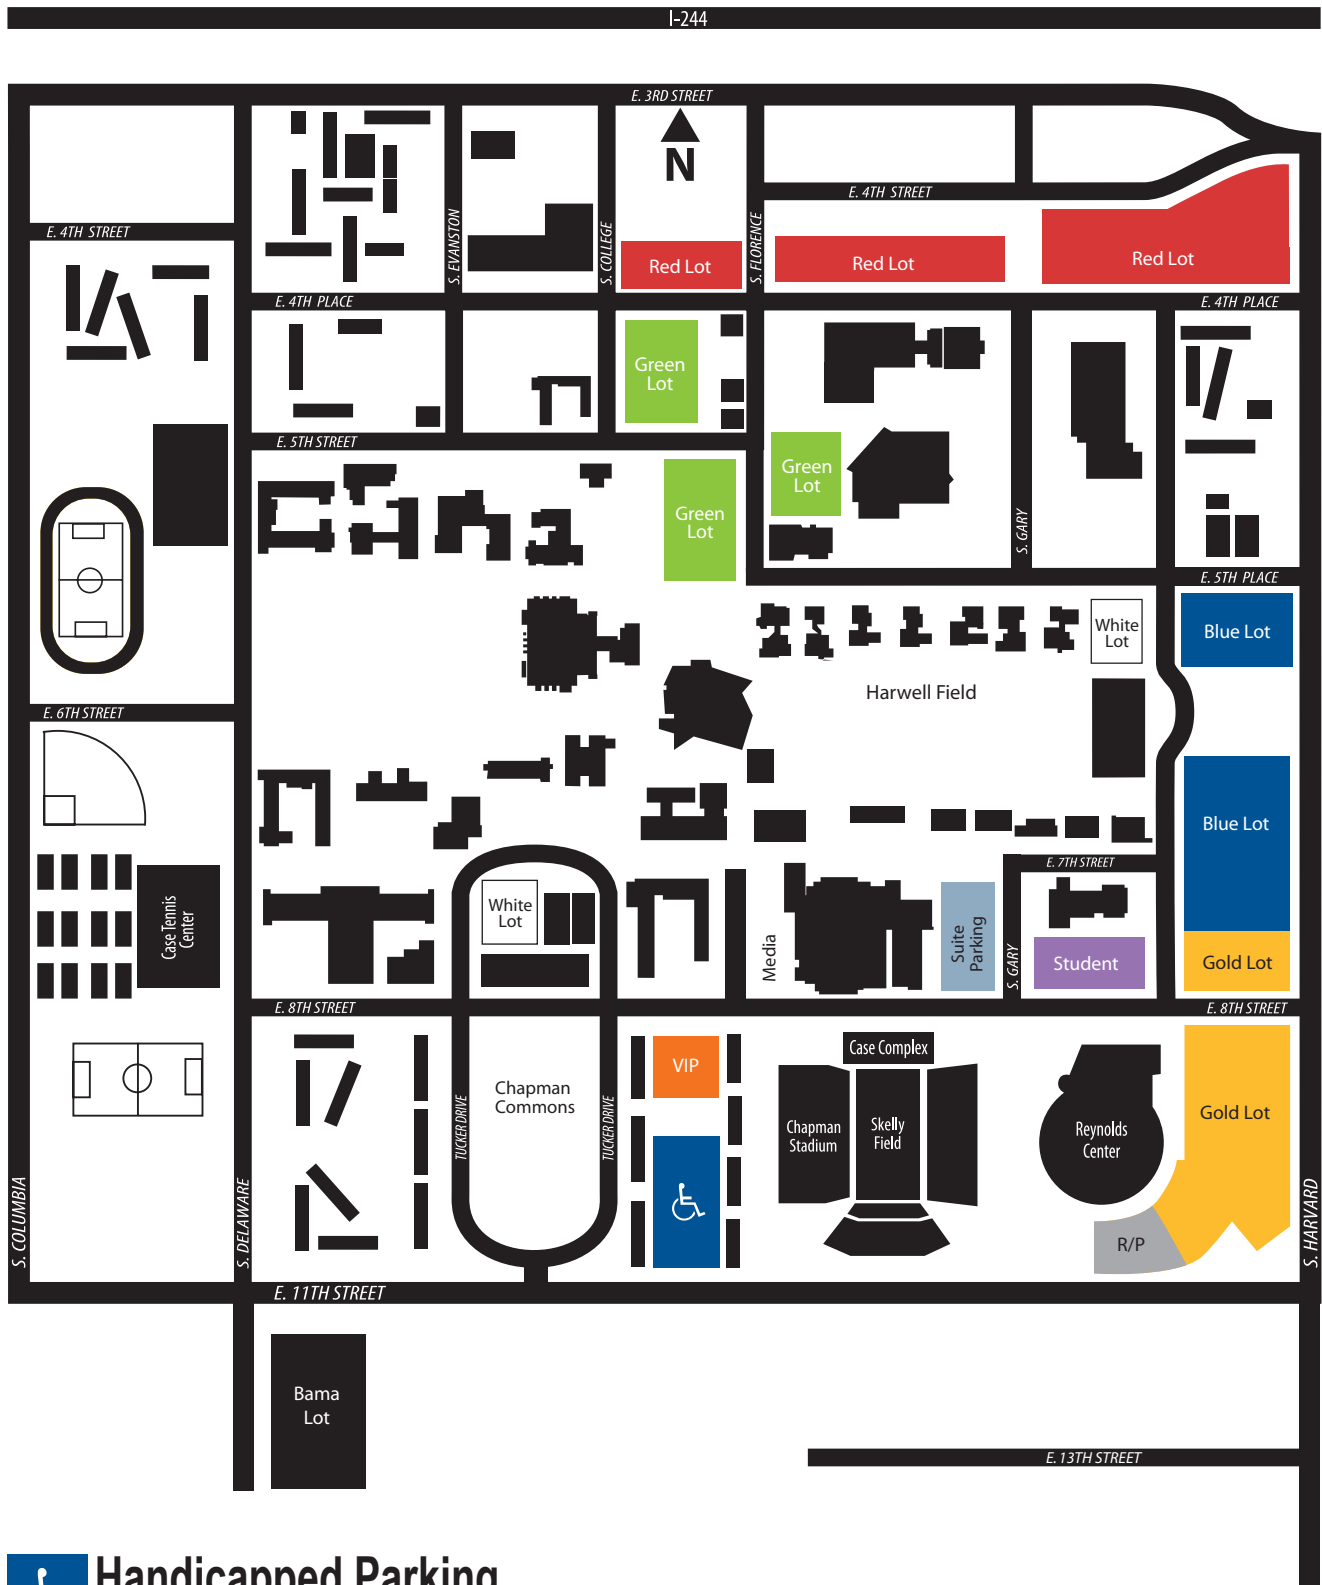 I-244
E. 3RD STREET
N
E. 4TH STREET
E. 4TH STREET
S. EVANSTON
S. COLLEGE
S. FLORENCE
Red Lot
Red Lot
Red Lot
E. 4TH PLACE
E. 4TH PLACE
Green
Lot
E. 5TH STREET
Green
Lot
Green
Lot
S. GARY
E. 5TH PLACE
White
Lot
Blue Lot
Harwell Field
E. 6TH STREET
Blue Lot
E. 7TH STREET
Case Tennis
Center
White
Lot
Media
Suite
Parking
S. GARY
Student
Gold Lot
E. 8TH STREET
E. 8TH STREET
Case Complex
VIP
Chapman
Commons
TUCKER DRIVE
TUCKER DRIVE
Chapman
Stadium
Skelly
Field
Reynolds
Center
Gold Lot
S. COLUMBIA
S. DELAWARE
S. HARVARD
R/P
E. 11TH STREET
Bama
Lot
E. 13TH STREET
Handicapped Parking